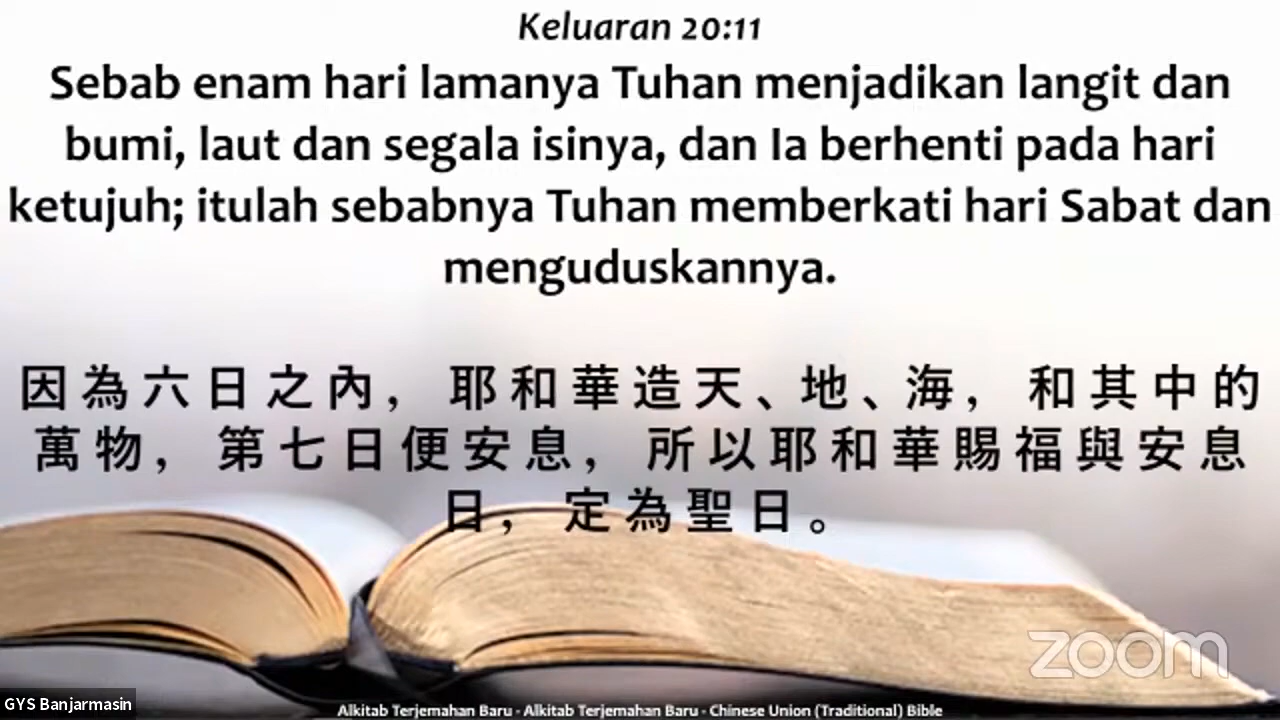 Keluaran 20:11
Sebab enam hari lamanya Tuhan menjadikan langit dan
bumi, laut dan segala isinya, dan Ia berhenti pada hari
ketujuh; itulah sebabnya Tuhan memberkati hari Sabat dan
menguduskannya.
因為六日之內，耶和華造天、地、海，和其中的
萬物，第七日便安息，所以耶和華賜福與安息
日，定為聖日。
zoom
GYS Banjarmasin
Alkitab Terjemahan Baru - Alkitab Terjemahan Baru - Chinese Union (Traditional) Bible